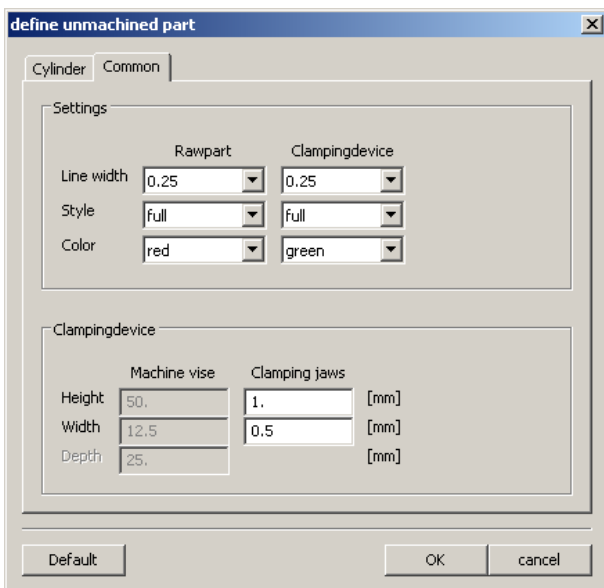 define unmachined part
Cylinder Common
Settings
Rawpart Clampingdevice
Line width 0.25 0.25
Style full full
Color red green
Clampingdevice
Machine vise Clamping jaws
Height 50. 1. [mm]
Width 12.5 0.5 [mm]
Depth 25. [mm]
Default OK cancel